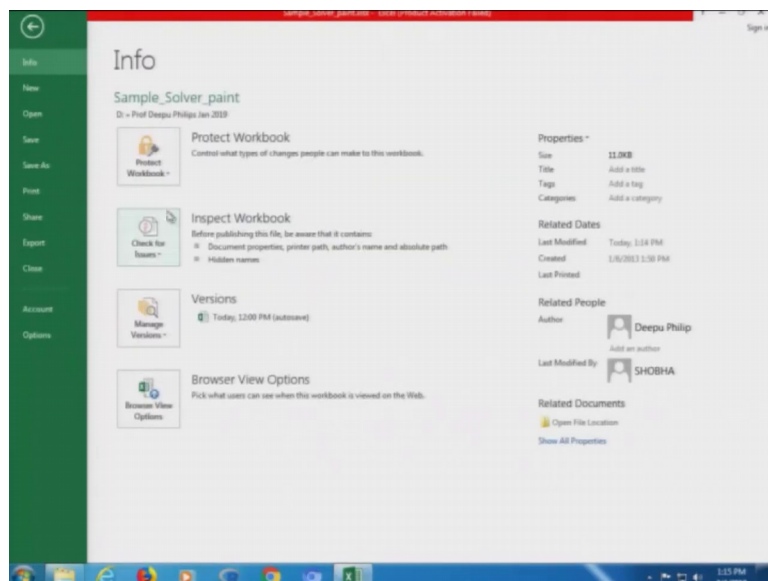 Sample_Solver_paint.xlsx - Excel (Product Activation Failed)
Sign in
Info
New
Open
Save
Save As
Print
Share
Export
Close
Account
Options
Info
Sample_Solver_paint
D: » Prof Deepu Philips Jan 2019
Protect Workbook
Protect Workbook
Control what types of changes people can make to this workbook.
Check for Issues
Inspect Workbook
Before publishing this file, be aware that it contains:
Document properties, printer path, author's name and absolute path
Hidden names
Manage Versions
Versions
Today, 12:00 PM (autosave)
Browser View Options
Browser View Options
Pick what users can see when this workbook is viewed on the Web.
Properties
Size 11.0KB
Title Add a title
Tags Add a tag
Categories Add a category
Related Dates
Last Modified Today, 1:14 PM
Created 1/6/2013 1:50 PM
Last Printed
Related People
Author Deepu Philip
Add an author
Last Modified By SHOBHA
Related Documents
Open File Location
Show All Properties
1:15 PM